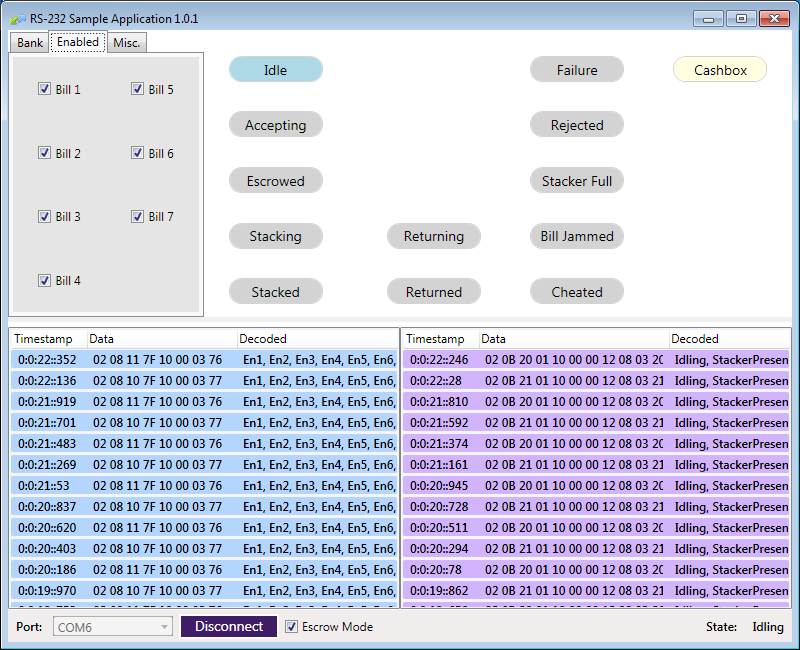 RS-232 Sample Application 1.0.1
Bank Enabled Misc.
Idle Failure Cashbox
Bill 1 Bill 5
Accepting Rejected
Bill 2 Bill 6
Escrowed Stacker Full
Bill 3 Bill 7
Stacking Returning Bill Jammed
Bill 4
Stacked Returned Cheated
Timestamp Data Decoded Timestamp Data Decoded
0:0:22::352 02 08 11 7F 10 00 03 76 En1, En2, En3, En4, En5, En6, 0:0:22::246 02 0B 20 01 10 00 00 12 08 03 20 Idling, StackerPresen
0:0:22::136 02 08 10 7F 10 00 03 77 En1, En2, En3, En4, En5, En6, 0:0:22::28 02 0B 21 01 10 00 00 12 08 03 21 Idling, StackerPresen
0:0:21::919 02 08 11 7F 10 00 03 76 En1, En2, En3, En4, En5, En6, 0:0:21::810 02 0B 20 01 10 00 00 12 08 03 20 Idling, StackerPresen
0:0:21::701 02 08 10 7F 10 00 03 77 En1, En2, En3, En4, En5, En6, 0:0:21::592 02 0B 21 01 10 00 00 12 08 03 21 Idling, StackerPresen
0:0:21::483 02 08 11 7F 10 00 03 76 En1, En2, En3, En4, En5, En6, 0:0:21::374 02 0B 20 01 10 00 00 12 08 03 20 Idling, StackerPresen
0:0:21::269 02 08 10 7F 10 00 03 77 En1, En2, En3, En4, En5, En6, 0:0:21::161 02 0B 21 01 10 00 00 12 08 03 21 Idling, StackerPresen
0:0:21::53 02 08 11 7F 10 00 03 76 En1, En2, En3, En4, En5, En6, 0:0:20::945 02 0B 20 01 10 00 00 12 08 03 20 Idling, StackerPresen
0:0:20::837 02 08 10 7F 10 00 03 77 En1, En2, En3, En4, En5, En6, 0:0:20::728 02 0B 21 01 10 00 00 12 08 03 21 Idling, StackerPresen
0:0:20::620 02 08 11 7F 10 00 03 76 En1, En2, En3, En4, En5, En6, 0:0:20::511 02 0B 20 01 10 00 00 12 08 03 20 Idling, StackerPresen
0:0:20::403 02 08 10 7F 10 00 03 77 En1, En2, En3, En4, En5, En6, 0:0:20::294 02 0B 21 01 10 00 00 12 08 03 21 Idling, StackerPresen
0:0:20::186 02 08 11 7F 10 00 03 76 En1, En2, En3, En4, En5, En6, 0:0:20::78 02 0B 20 01 10 00 00 12 08 03 20 Idling, StackerPresen
0:0:19::970 02 08 10 7F 10 00 03 77 En1, En2, En3, En4, En5, En6, 0:0:19::862 02 0B 21 01 10 00 00 12 08 03 21 Idling, StackerPresen
Port: COM6 Disconnect Escrow Mode State: Idling